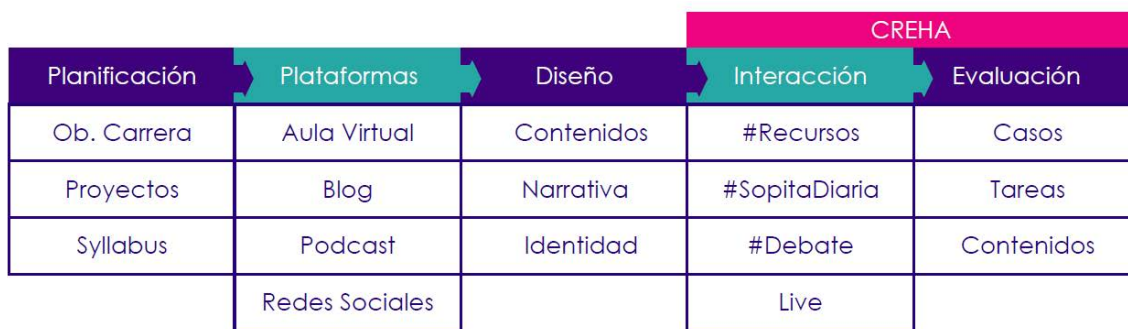 CREHA
Planificación Plataformas Diseño Interacción Evaluación
Ob. Carrera Aula Virtual Contenidos #Recursos Casos
Proyectos Blog Narrativa #SopitaDiaria Tareas
Syllabus Podcast Identidad #Debate Contenidos
Redes Sociales Live